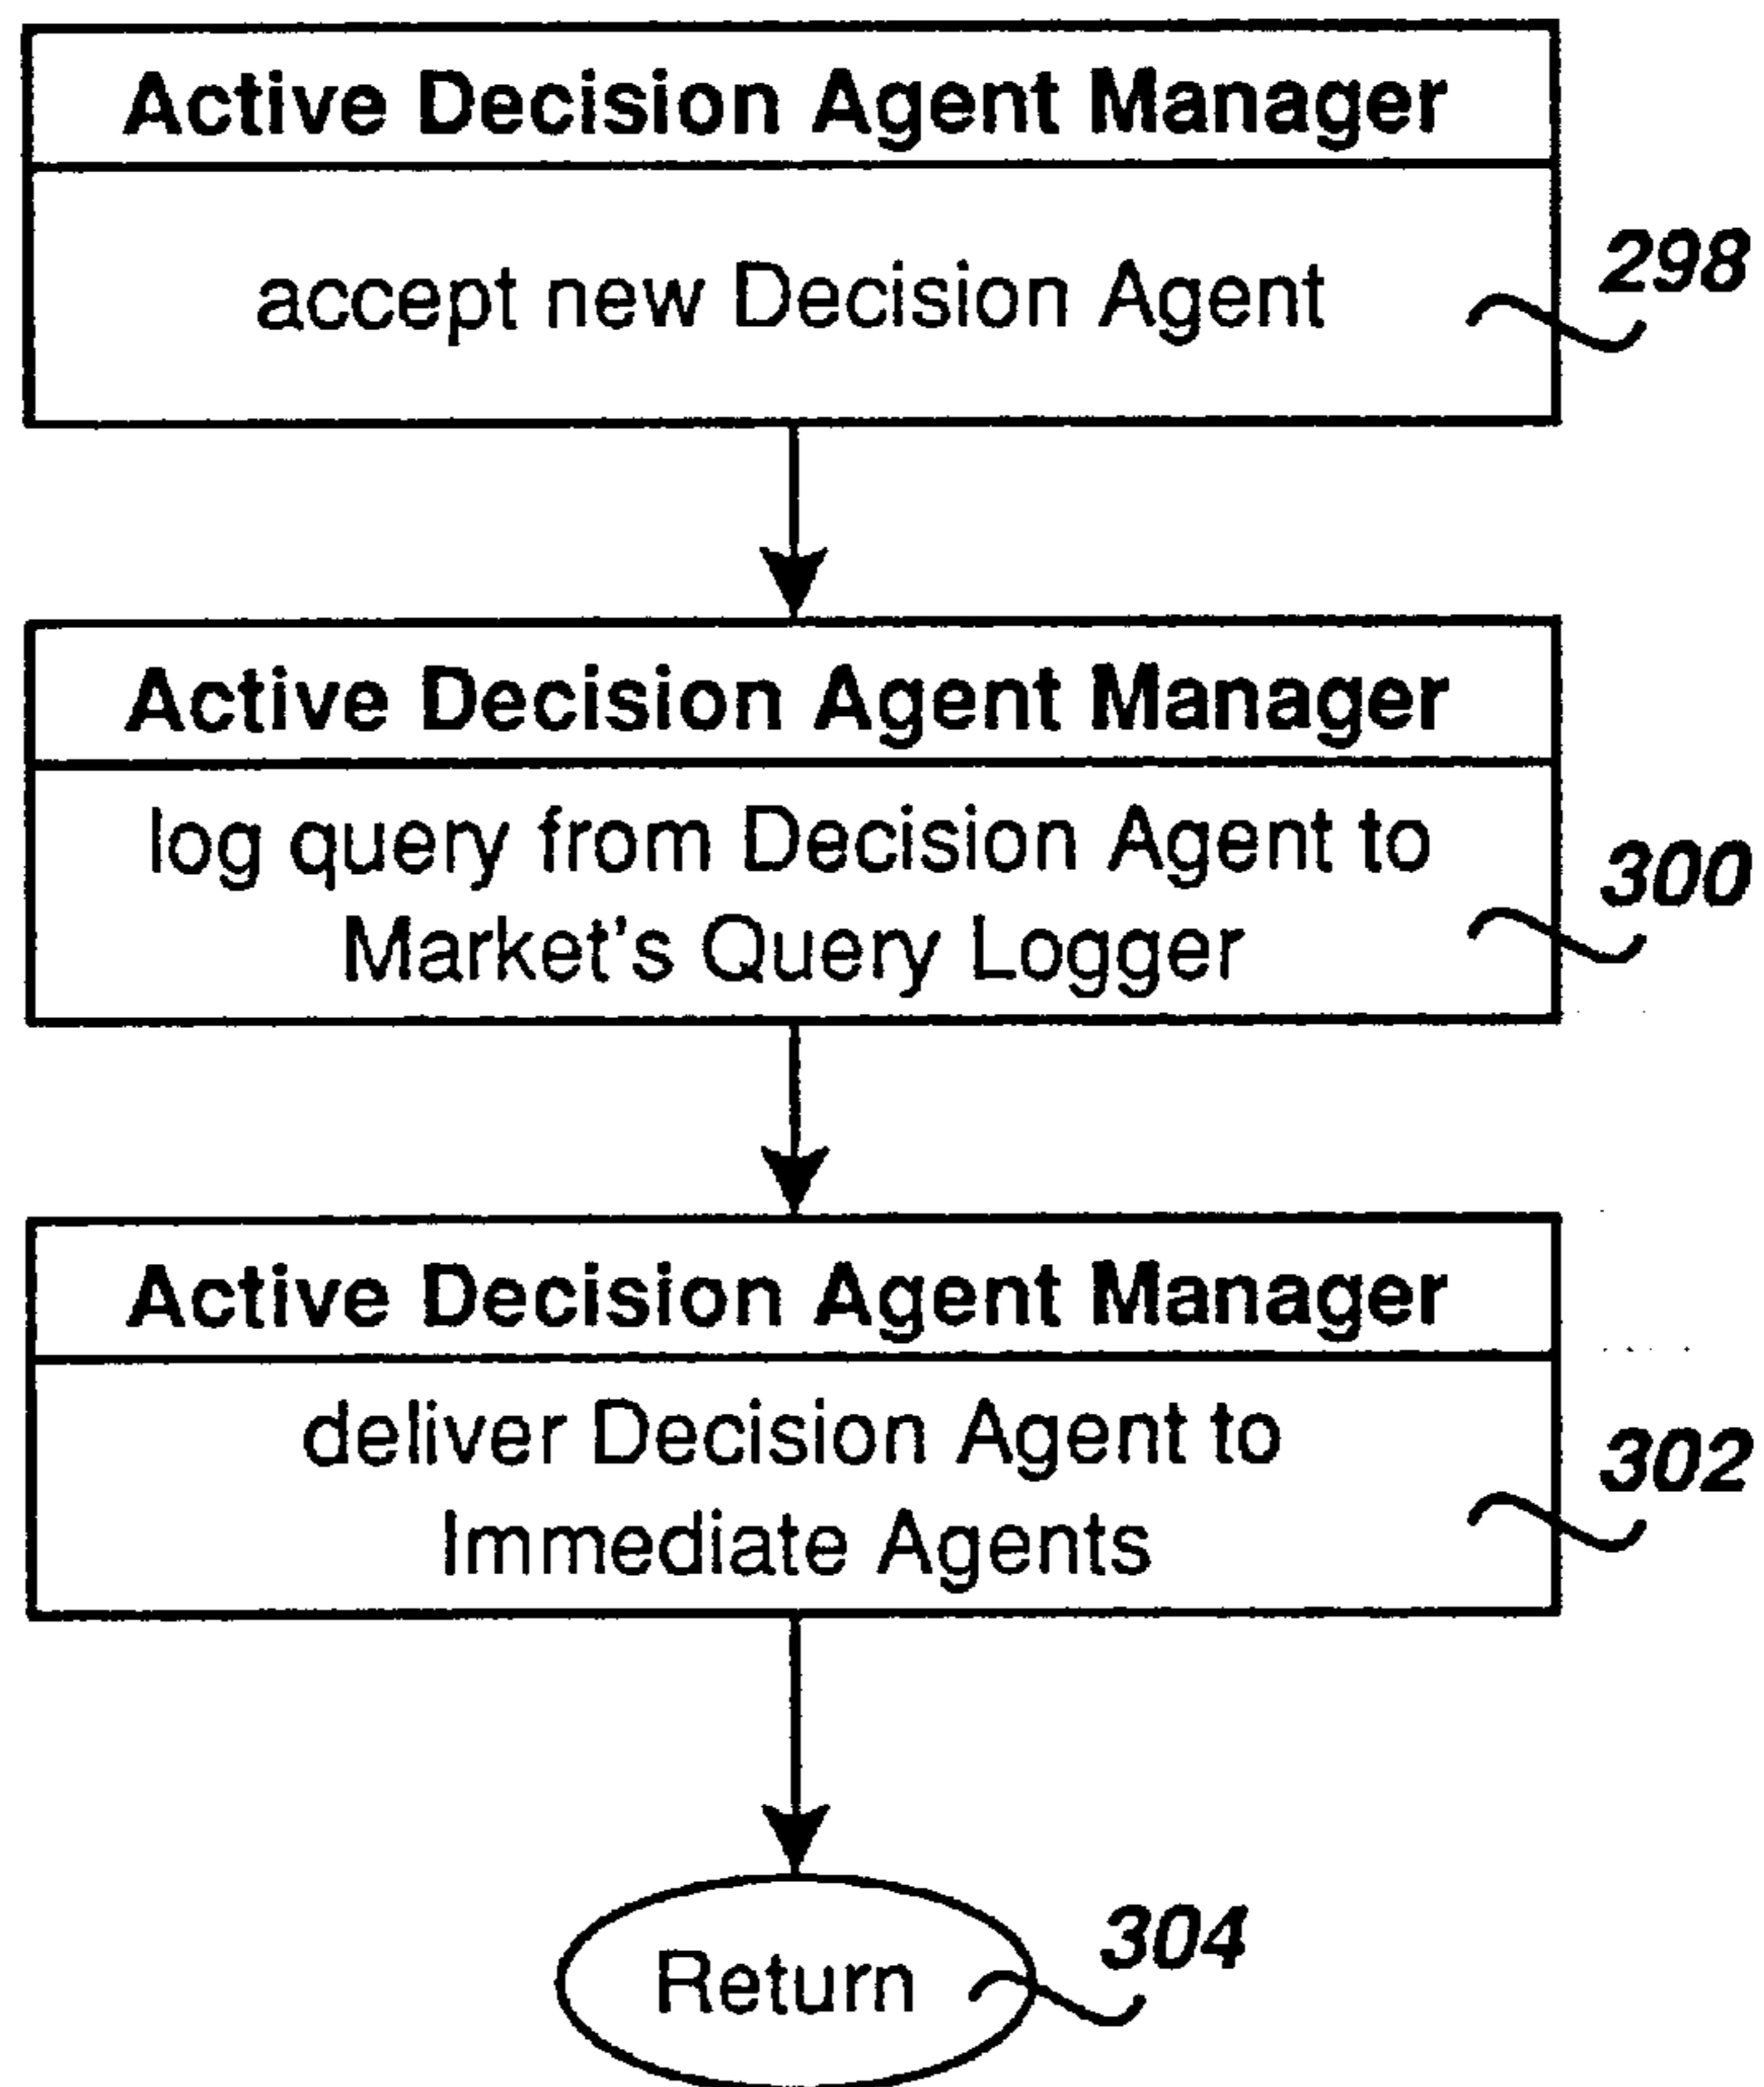 Active Decision Agent Manager
accept new Decision Agent
298
Active Decision Agent Manager
log query from Decision Agent to
Market's Query Logger
300
Active Decision Agent Manager
deliver Decision Agent to
Immediate Agents
302
Return
304